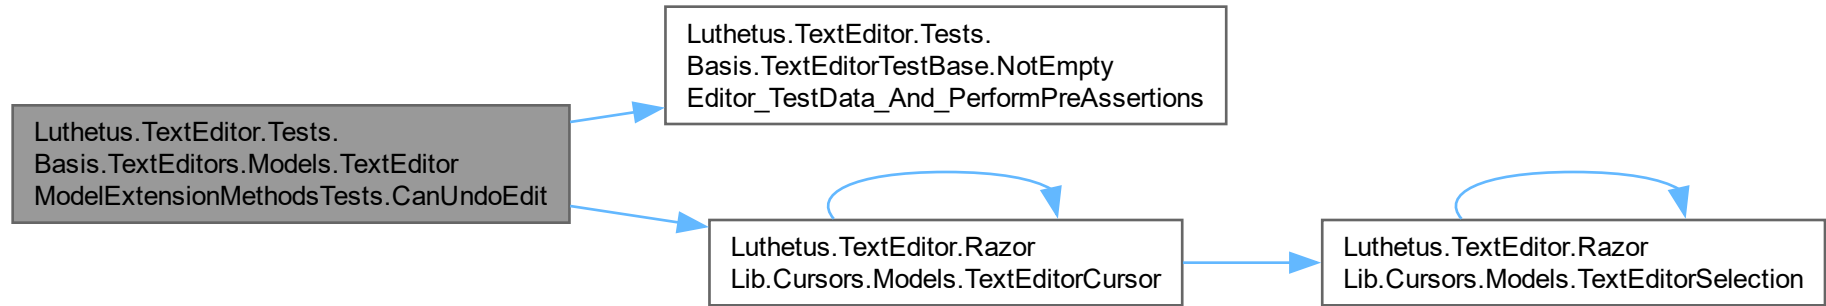 Luthetus.TextEditor.Tests.
Basis.TextEditorTestBase.NotEmpty
Editor_TestData_And_PerformPreAssertions
Luthetus.TextEditor.Tests.
Basis.TextEditors.Models.TextEditor
ModelExtensionMethodsTests.CanUndoEdit
Luthetus.TextEditor.Razor
Lib.Cursors.Models.TextEditorCursor
Luthetus.TextEditor.Razor
Lib.Cursors.Models.TextEditorSelection